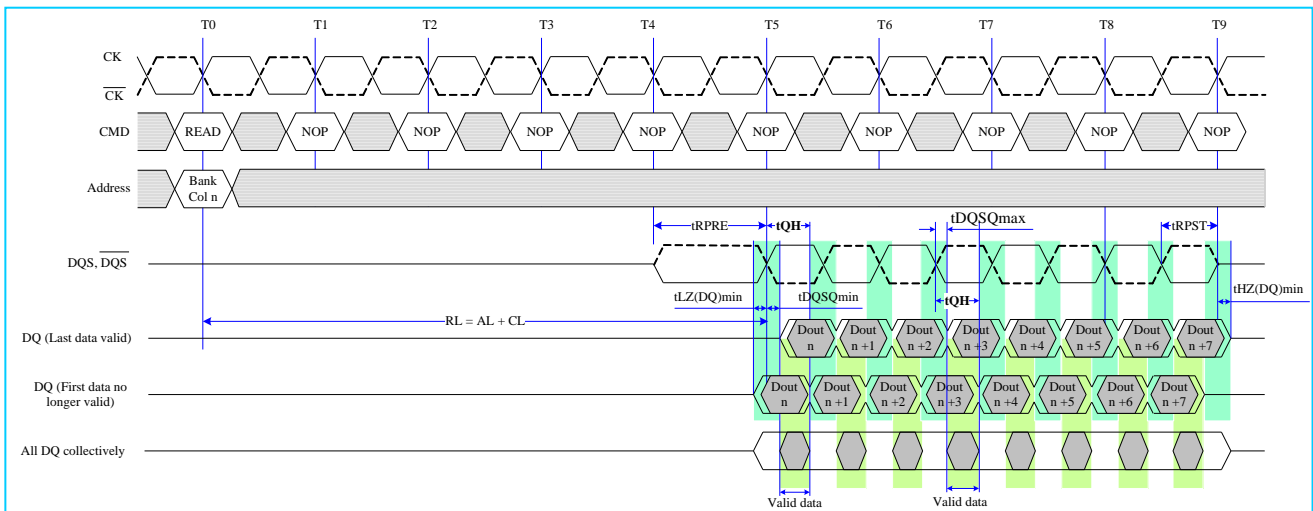 T0 T1 T2 T3 T4 T5 T6 T7 T8 T9
CK
CK
CMD READ NOP NOP NOP NOP NOP NOP NOP NOP NOP
Address Bank
Col n
tDQSQmax
tRPRE tQH tRPST
DQS, DQS
tLZ(DQ)min tDQSQmin tQH tHZ(DQ)min
RL = AL + CL
DQ (Last data valid) Dout Dout Dout Dout Dout Dout Dout Dout
n n +1 n +2 n +3 n +4 n +5 n +6 n +7
DQ (First data no Dout Dout Dout Dout Dout Dout Dout Dout
longer valid) n n +1 n +2 n +3 n +4 n +5 n +6 n +7
All DQ collectively
Valid data Valid data